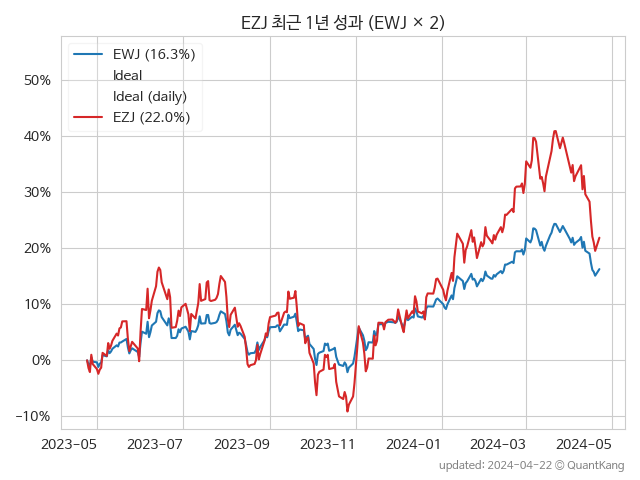 EZJ 최근 1년 성과 (EWJ × 2)
EWJ (16.3%)
Ideal
Ideal (daily)
EZJ (22.0%)
50%
40%
30%
20%
10%
0%
−10%
2023-05 2023-07 2023-09 2023-11 2024-01 2024-03 2024-05
updated: 2024-04-22 © QuantKang